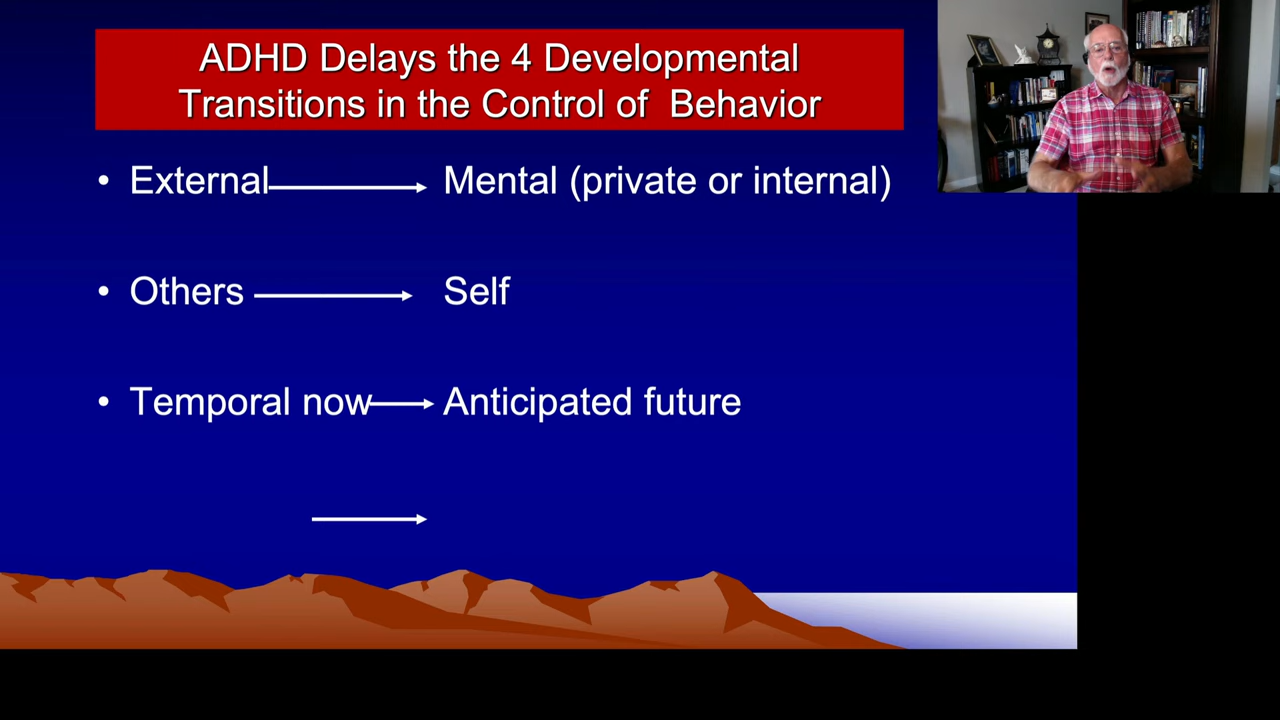 ADHD Delays the 4 Developmental
Transitions in the Control of Behavior
• External Mental (private or internal)
• Others Self
• Temporal now Anticipated future